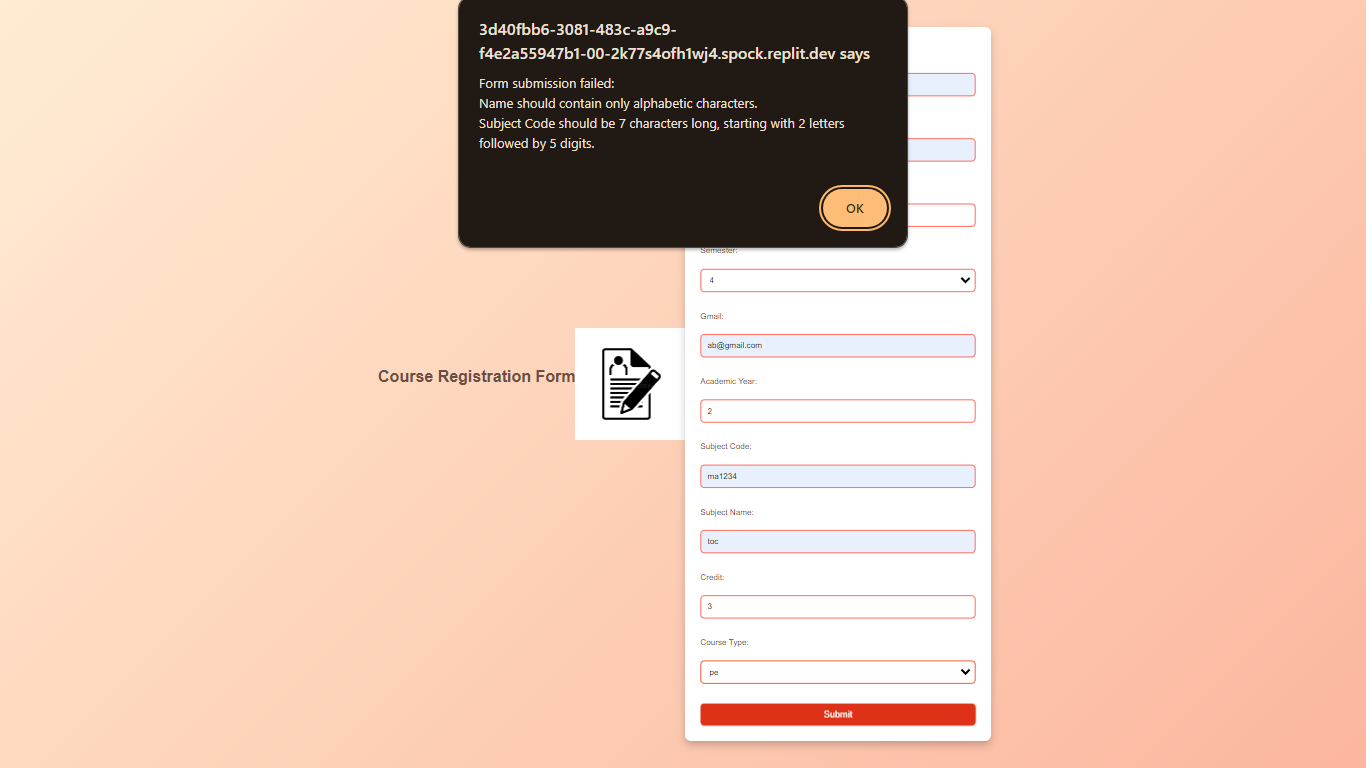 3d40fbb6-3081-483c-a9c9-
f4e2a55947b1-00-2k77s4ofh1wj4.spock.replit.dev says
Form submission failed:
Name should contain only alphabetic characters.
Subject Code should be 7 characters long, starting with 2 letters
followed by 5 digits.
OK
Semester:
4
Gmail:
ab@gmail.com
Course Registration Form
Academic Year:
2
Subject Code:
ma1234
Subject Name:
toc
Credit:
3
Course Type:
pe
Submit